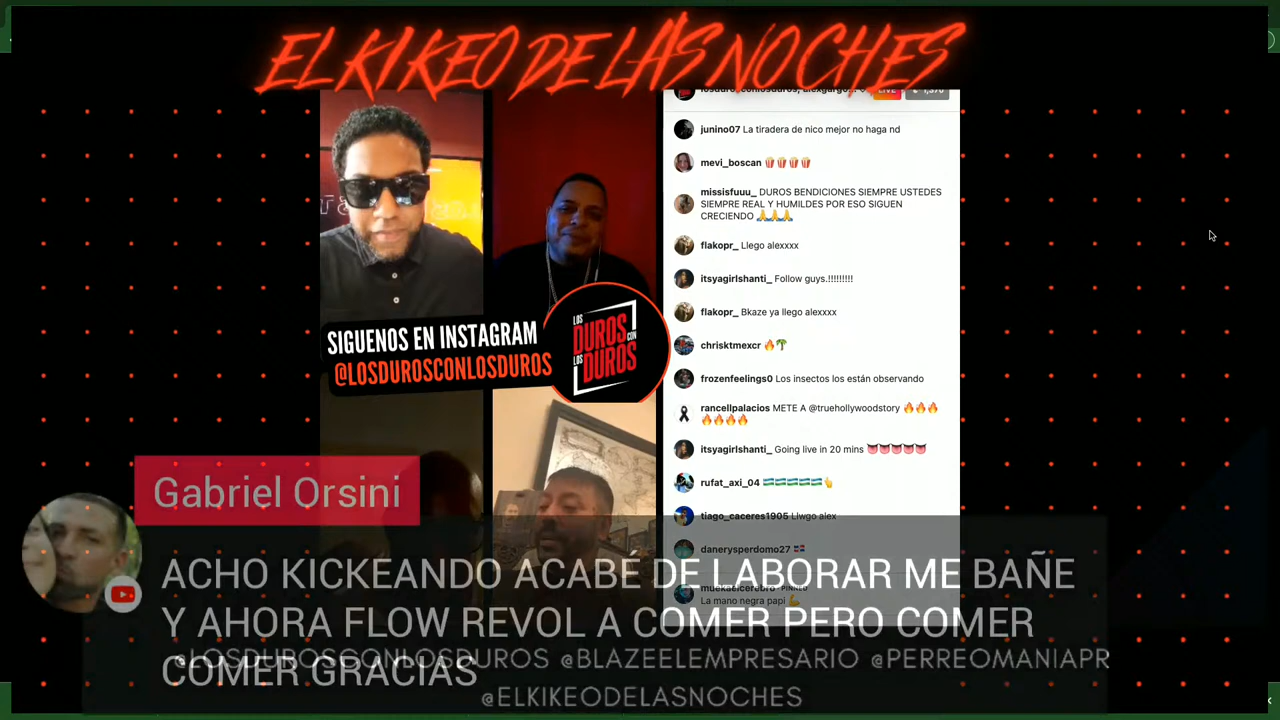 EL KIKEO DE LAS NOCHES
LIVE
junino07 La tiradera de nico mejor no haga nd
mevi_boscan 🍿🍿🍿🍿
missisfuuu_ DUROS BENDICIONES SIEMPRE USTEDES
SIEMPRE REAL Y HUMILDES POR ESO SIGUEN
CRECIENDO 🙏🙏🙏
flakopr_ Llego alexxxx
itsyagirlshanti_ Follow guys.!!!!!!!!!
flakopr_ Bkaze ya llego alexxxx
chrisktmexcr 🔥🌴
frozenfeelings0 Los insectos los están observando
rancellpalacios METE A @truehollywoodstory 🔥🔥🔥
🔥🔥🔥🔥
itsyagirlshanti_ Going live in 20 mins 👅👅👅👅👅
rufat_axi_04 🇺🇿🇺🇿🇺🇿🇺🇿🇺🇿👆
tiago_caceres1905 Llwgo alex
danerysperdomo27 🇩🇴
PINNED
La mano negra papi 💪
SIGUENOS EN INSTAGRAM
@LOSDUROSCONLOSDUROS
LOS
DUROS
CON
LOS
DUROS
Gabriel Orsini
ACHO KICKEANDO ACABÉ DE LABORAR ME BAÑE
Y AHORA FLOW REVOL A COMER PERO COMER
COMER GRACIAS
@LOSDUROSCONLOSDUROS @BLAZEELEMPRESARIO @PERREOMANIAPR
@ELKIKEODELASNOCHES